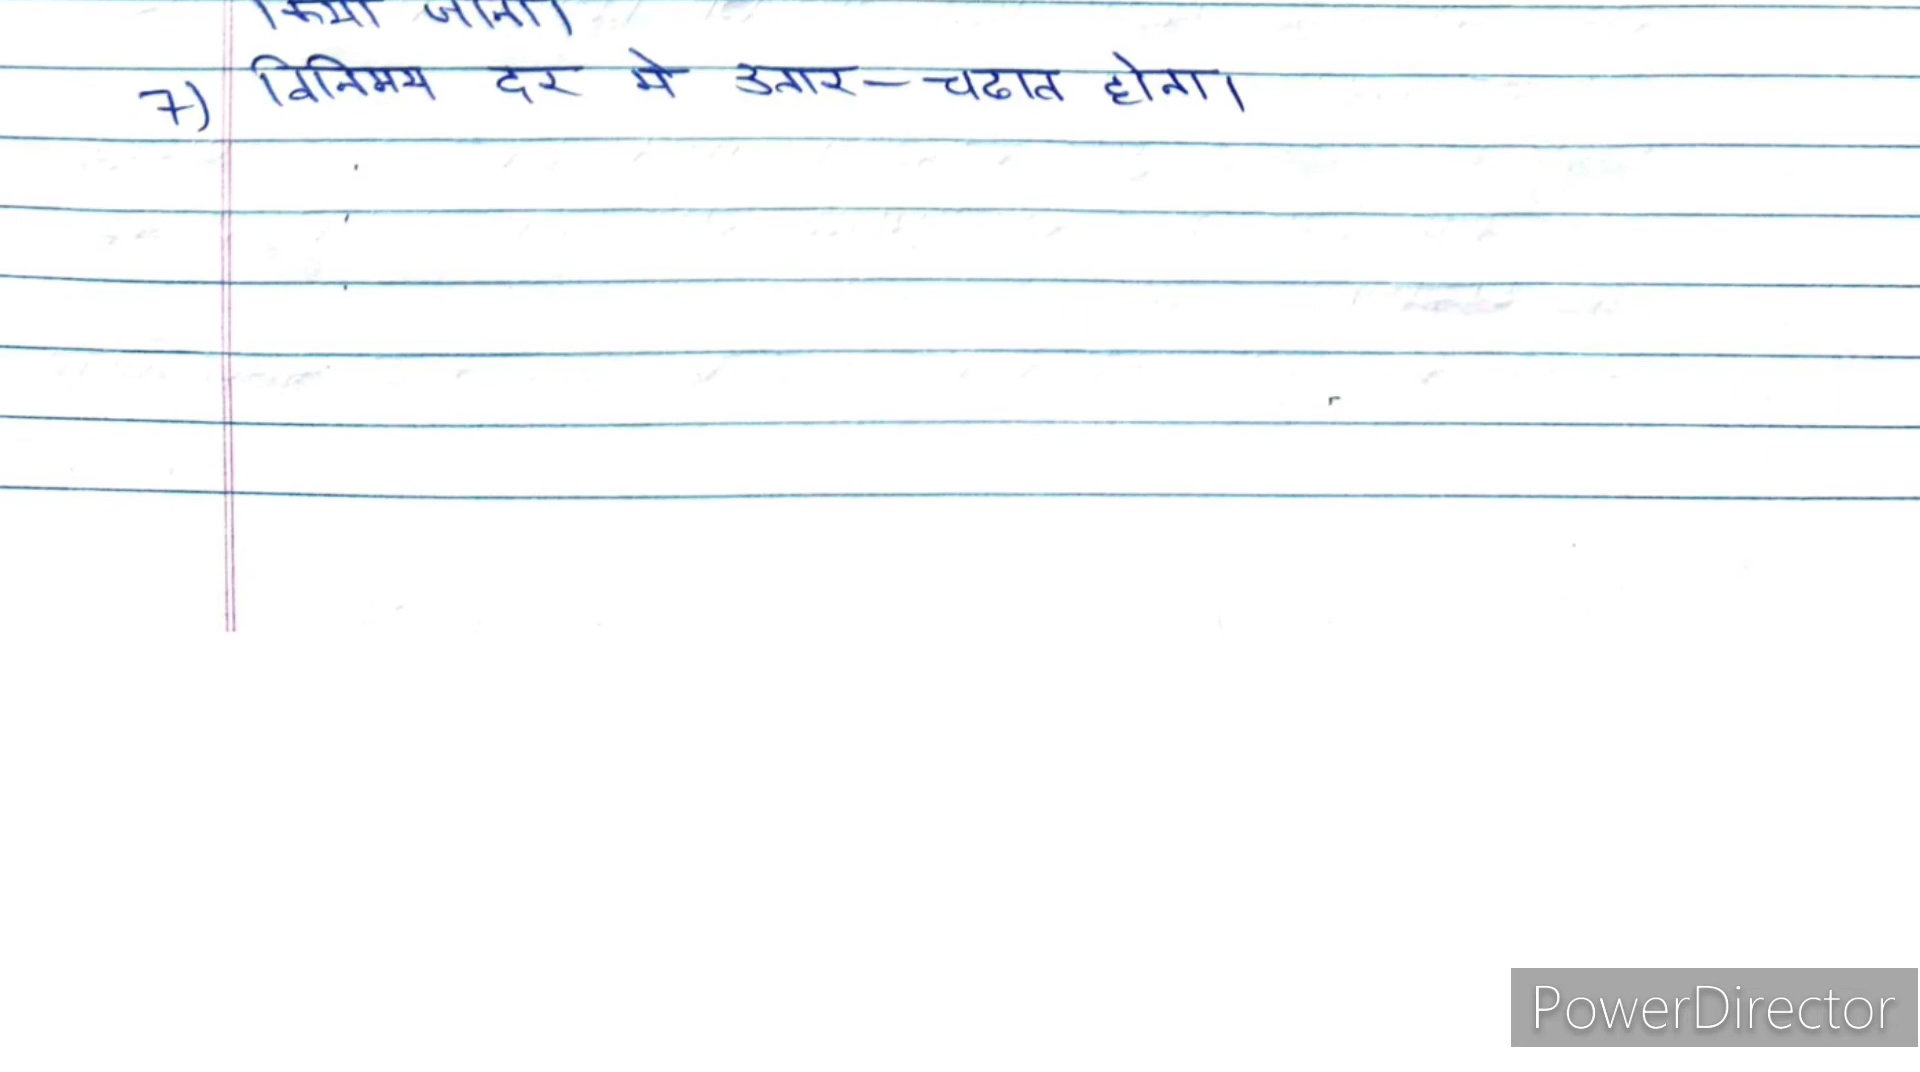 किया जाना।
7) विनिमय दर मे उतार-चढाव होना।
PowerDirector